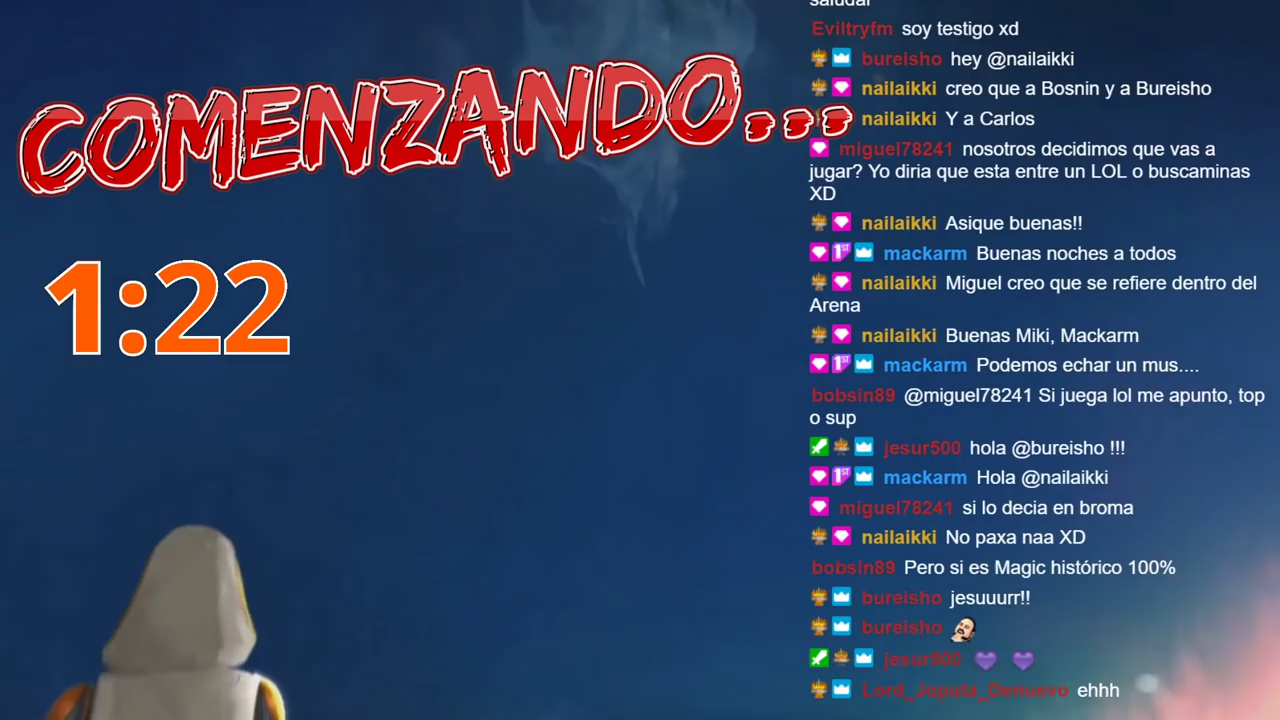 saludar
Eviltryfm soy testigo xd
COMENZANDO...
bureisho hey @nailaikki
nailaikki creo que a Bosnin y a Bureisho
nailaikki Y a Carlos
miguel78241 nosotros decidimos que vas a
jugar? Yo diria que esta entre un LOL o buscaminas
XD
nailaikki Asique buenas!!
1:22
1ST mackarm Buenas noches a todos
nailaikki Miguel creo que se refiere dentro del
Arena
nailaikki Buenas Miki, Mackarm
1ST mackarm Podemos echar un mus....
bobsin89 @miguel78241 Si juega lol me apunto, top
o sup
jesur500 hola @bureisho !!!
1ST mackarm Hola @nailaikki
miguel78241 si lo decia en broma
nailaikki No paxa naa XD
bobsin89 Pero si es Magic histórico 100%
bureisho jesuuurr!!
bureisho
jesur500
Lord_Joputa_Denuevo ehhh